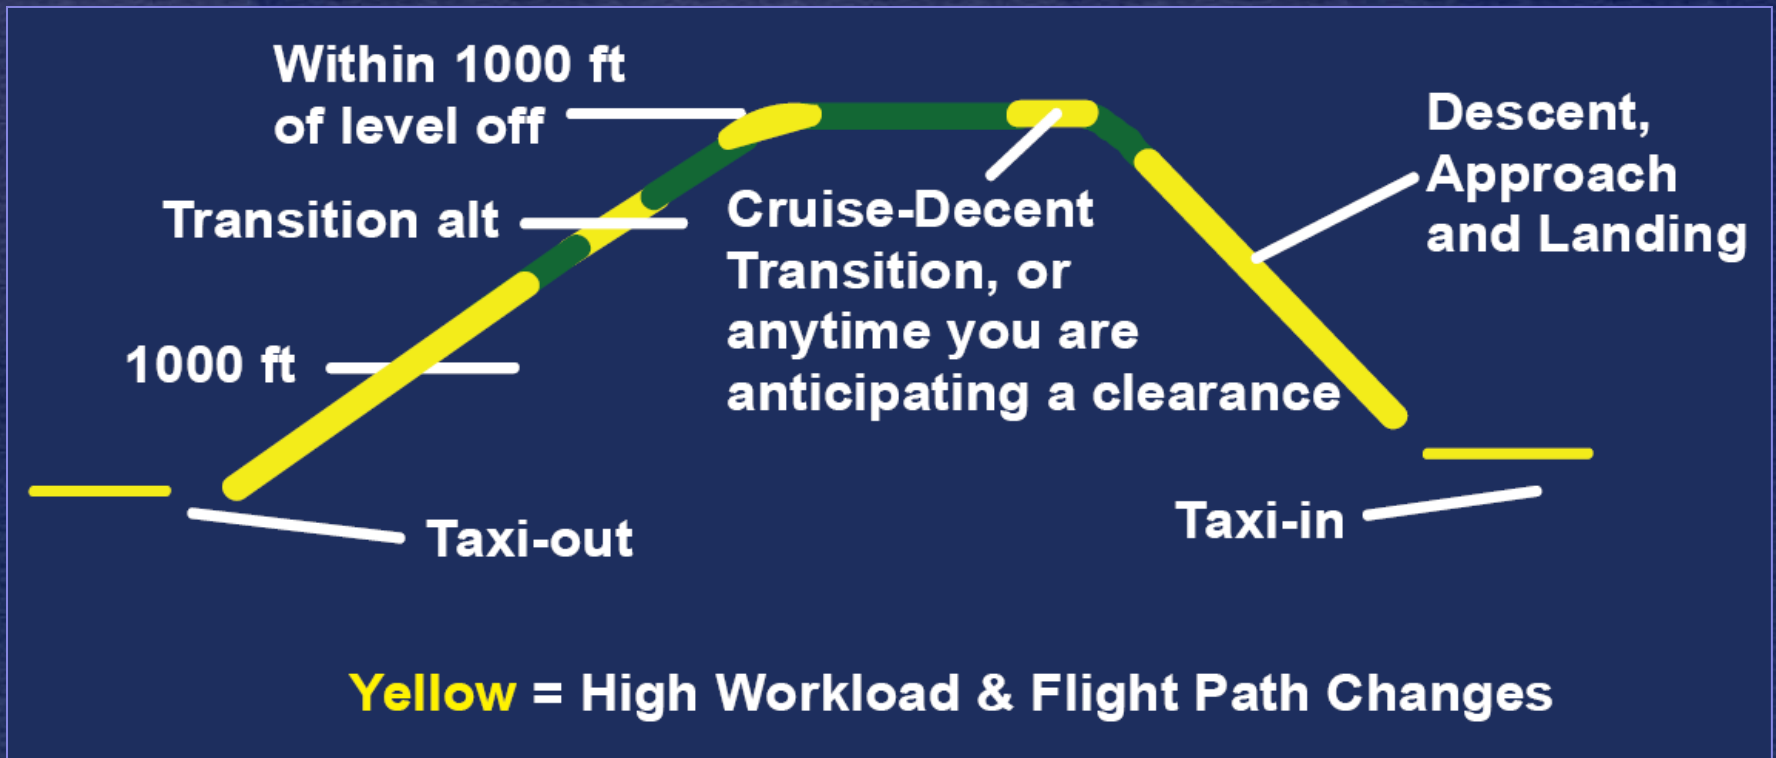 Within 1000 ft
of level off
Transition alt
1000 ft
Taxi-out
Cruise-Decent
Transition, or
anytime you are
anticipating a clearance
Descent,
Approach
and Landing
Taxi-in
Yellow = High Workload & Flight Path Changes